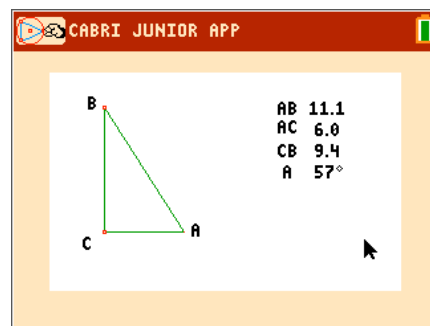 CABRI JUNIOR APP
B
AB 11.1
AC 6.0
CB 9.4
A 57°
C
A